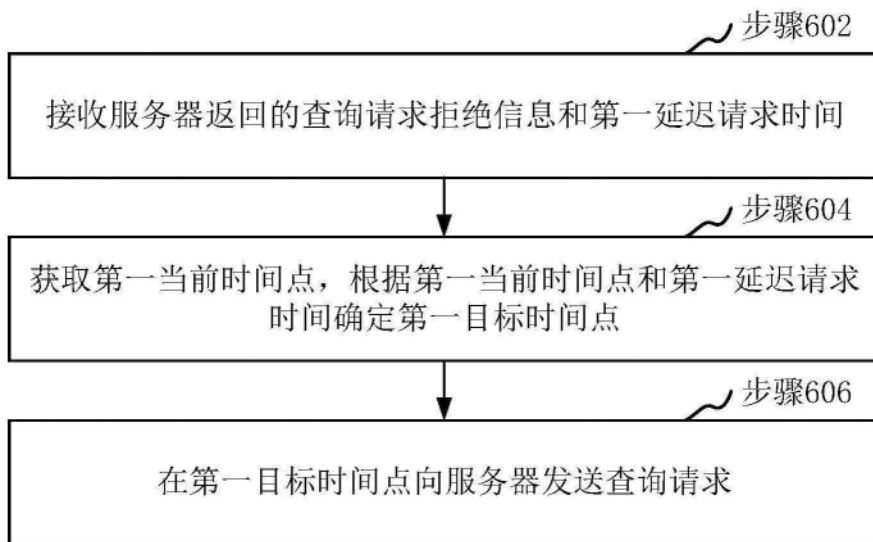 步骤602
接收服务器返回的查询请求拒绝信息和第一延迟请求时间
步骤604
获取第一当前时间点，根据第一当前时间点和第一延迟请求
时间确定第一目标时间点
步骤606
在第一目标时间点向服务器发送查询请求